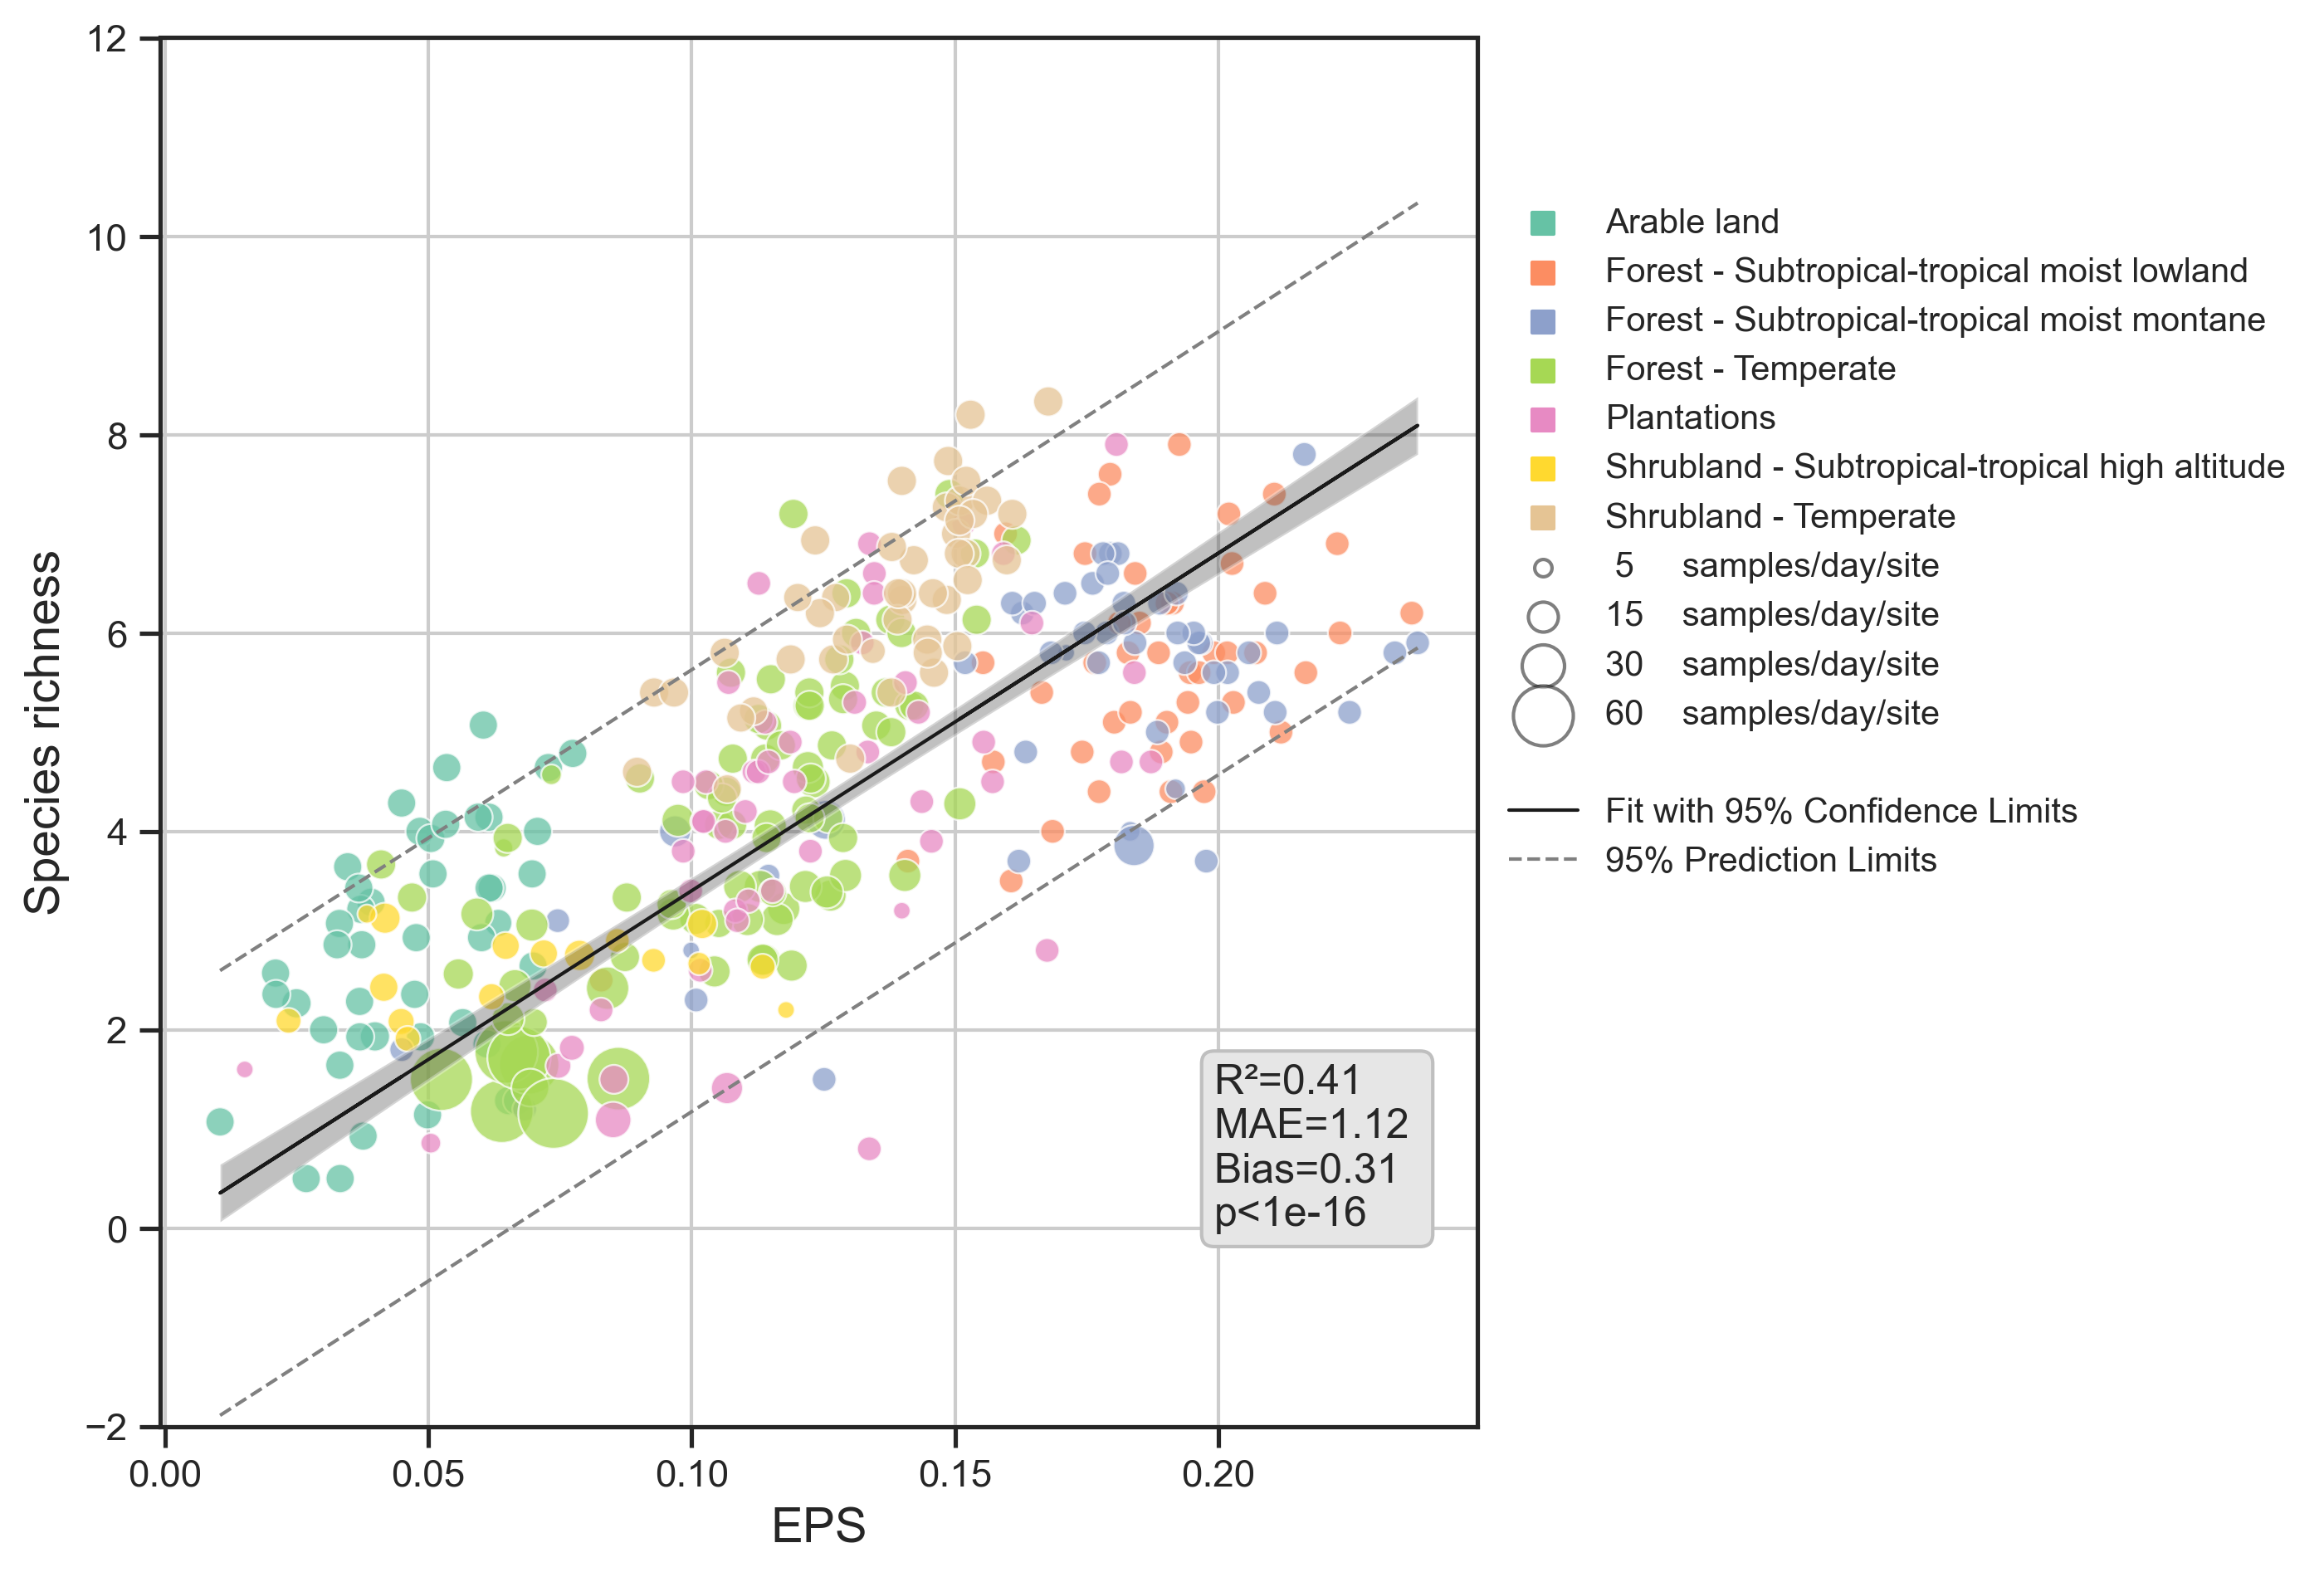 12
10
8
6
4
2
0
−2
0.00
0.05
0.10
0.15
0.20
Species richness
EPS
R²=0.41
MAE=1.12
Bias=0.31
p<1e-16
Arable land
Forest - Subtropical-tropical moist lowland
Forest - Subtropical-tropical moist montane
Forest - Temperate
Plantations
Shrubland - Subtropical-tropical high altitude
Shrubland - Temperate
5 samples/day/site
15 samples/day/site
30 samples/day/site
60 samples/day/site
Fit with 95% Confidence Limits
95% Prediction Limits